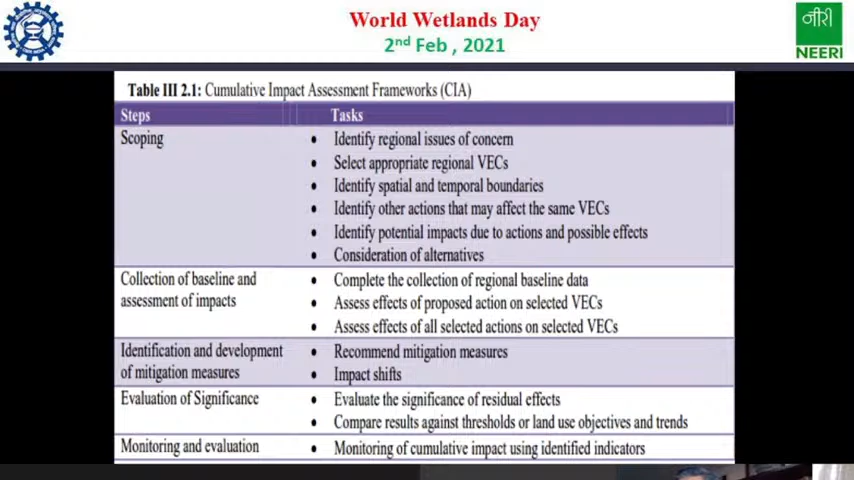 World Wetlands Day
2nd Feb , 2021
नीरी
NEERI
Table III 2.1: Cumulative Impact Assessment Frameworks (CIA)
Steps Tasks
Scoping
• Identify regional issues of concern
• Select appropriate regional VECs
• Identify spatial and temporal boundaries
• Identify other actions that may affect the same VECs
• Identify potential impacts due to actions and possible effects
• Consideration of alternatives
Collection of baseline and
assessment of impacts
• Complete the collection of regional baseline data
• Assess effects of proposed action on selected VECs
• Assess effects of all selected actions on selected VECs
Identification and development
of mitigation measures
• Recommend mitigation measures
• Impact shifts
Evaluation of Significance
• Evaluate the significance of residual effects
• Compare results against thresholds or land use objectives and trends
Monitoring and evaluation
• Monitoring of cumulative impact using identified indicators